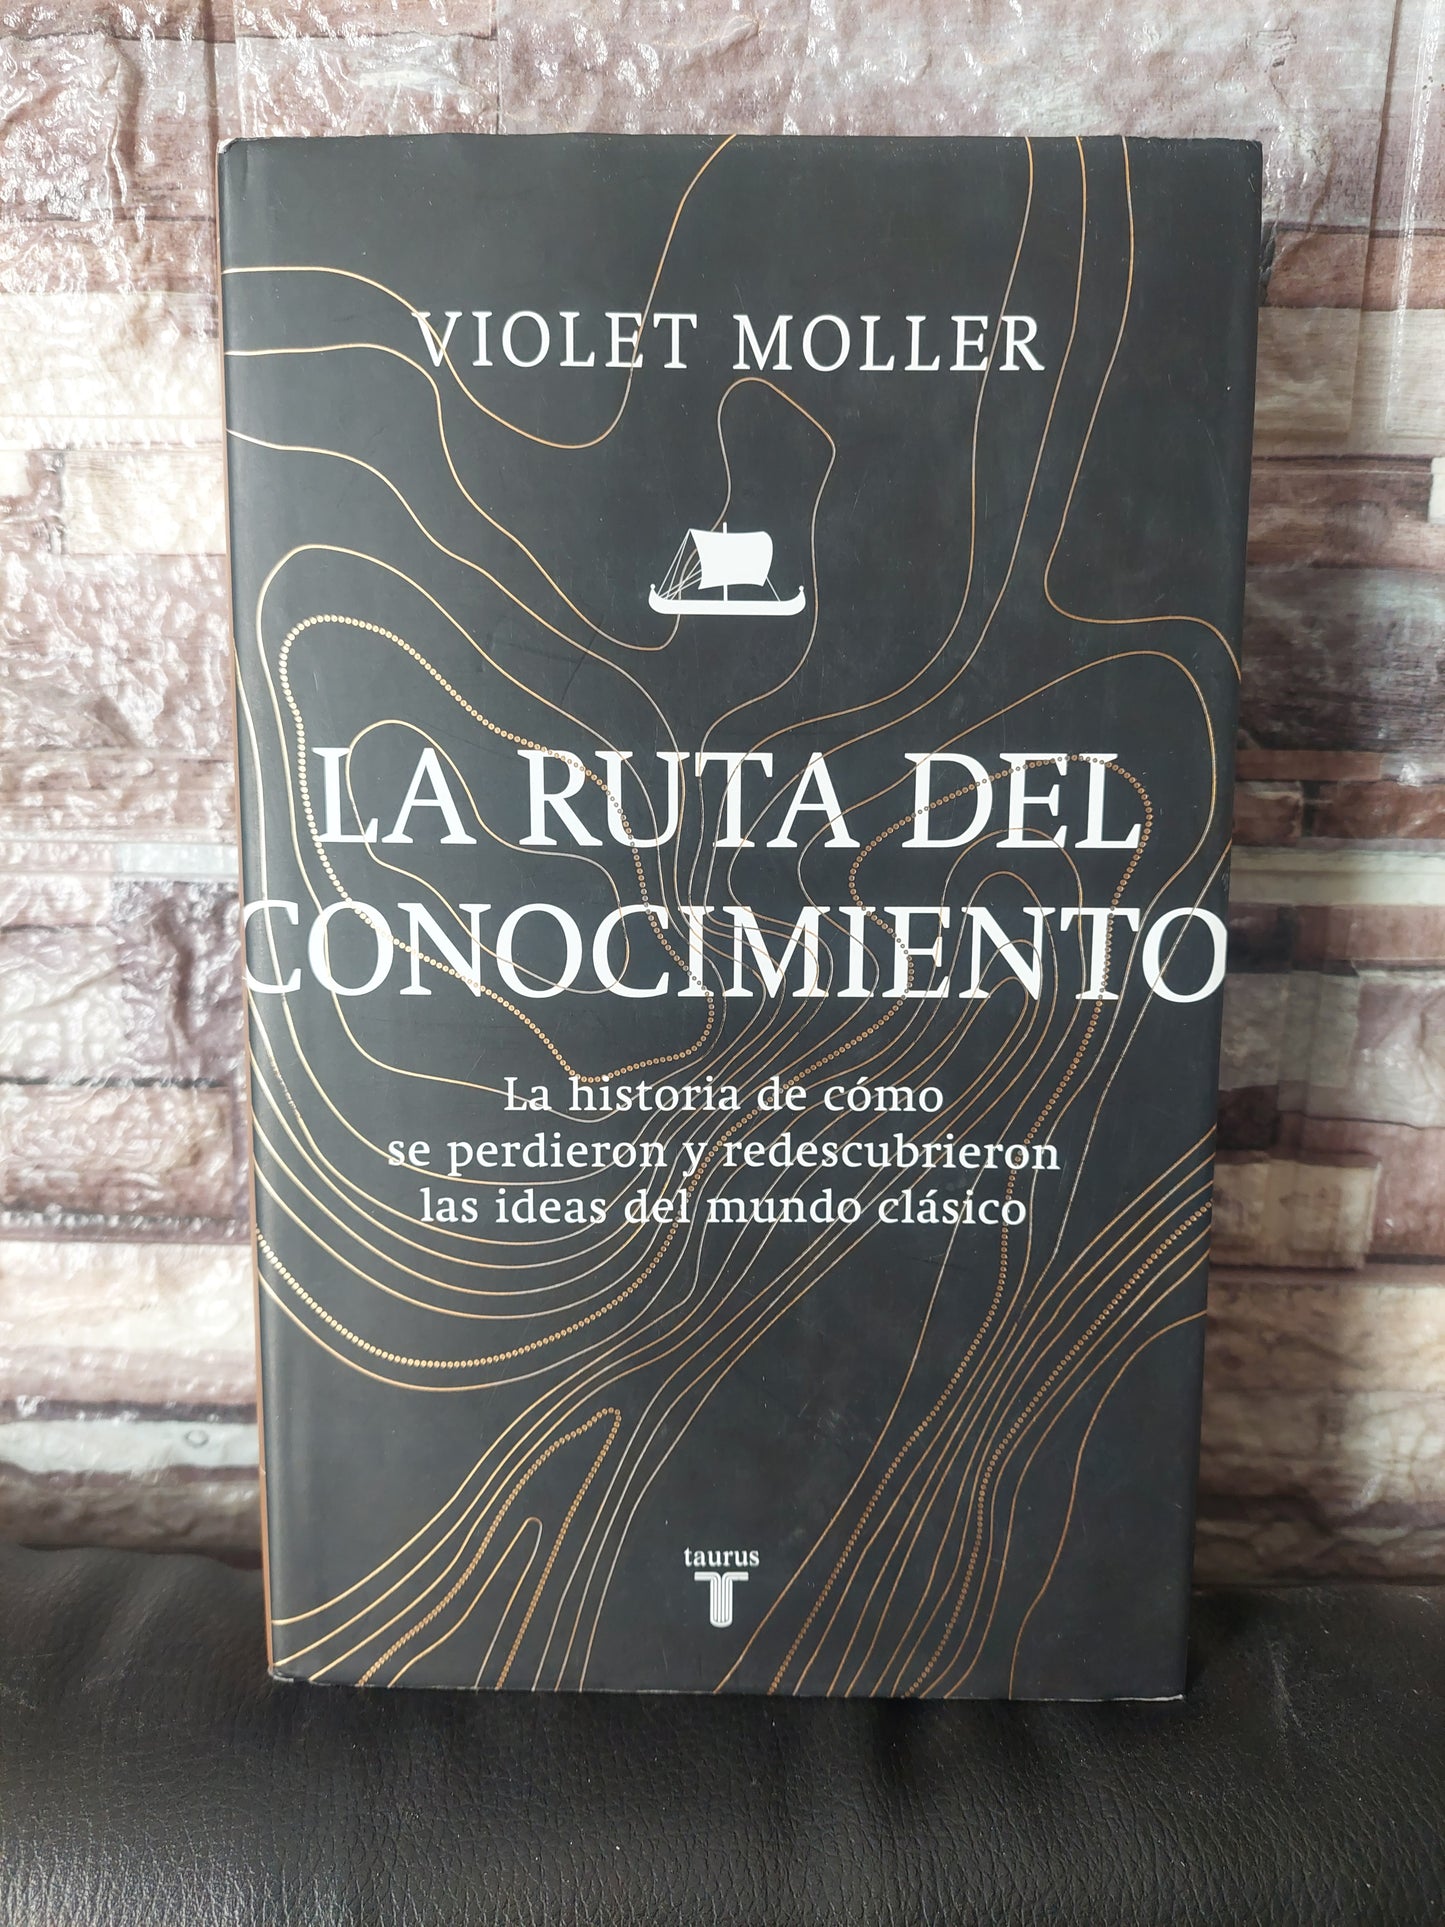 VIOLET MOLLER
LA RUTA DEL
CONOCIMIENTO
La historia de cómo
se perdieron y redescubrieron
las ideas del mundo clásico
taurus